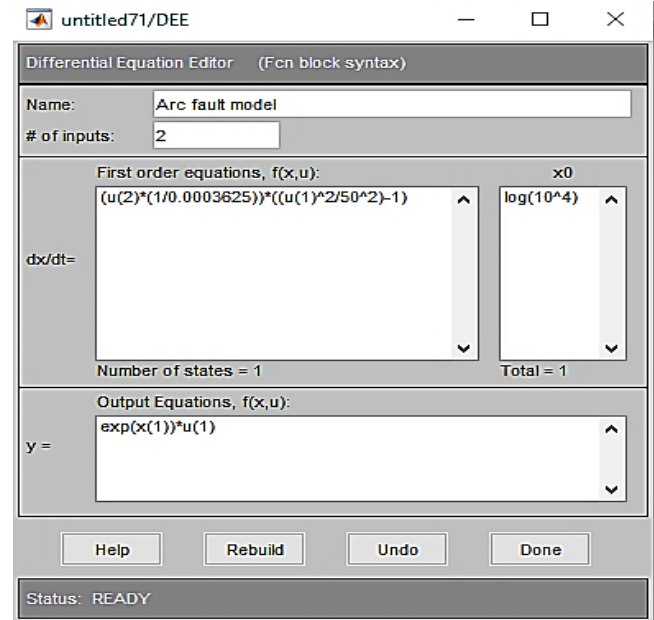 untitled71/DEE
Differential Equation Editor (Fcn block syntax)
Name: Arc fault model
# of inputs: 2
First order equations, f(x,u): x0
(u(2)*(1/0.0003625))*((u(1)^2/50^2)-1) log(10^4)
dx/dt=
Number of states = 1 Total = 1
Output Equations, f(x,u):
exp(x(1))*u(1)
y =
Help Rebuild Undo Done
Status: READY